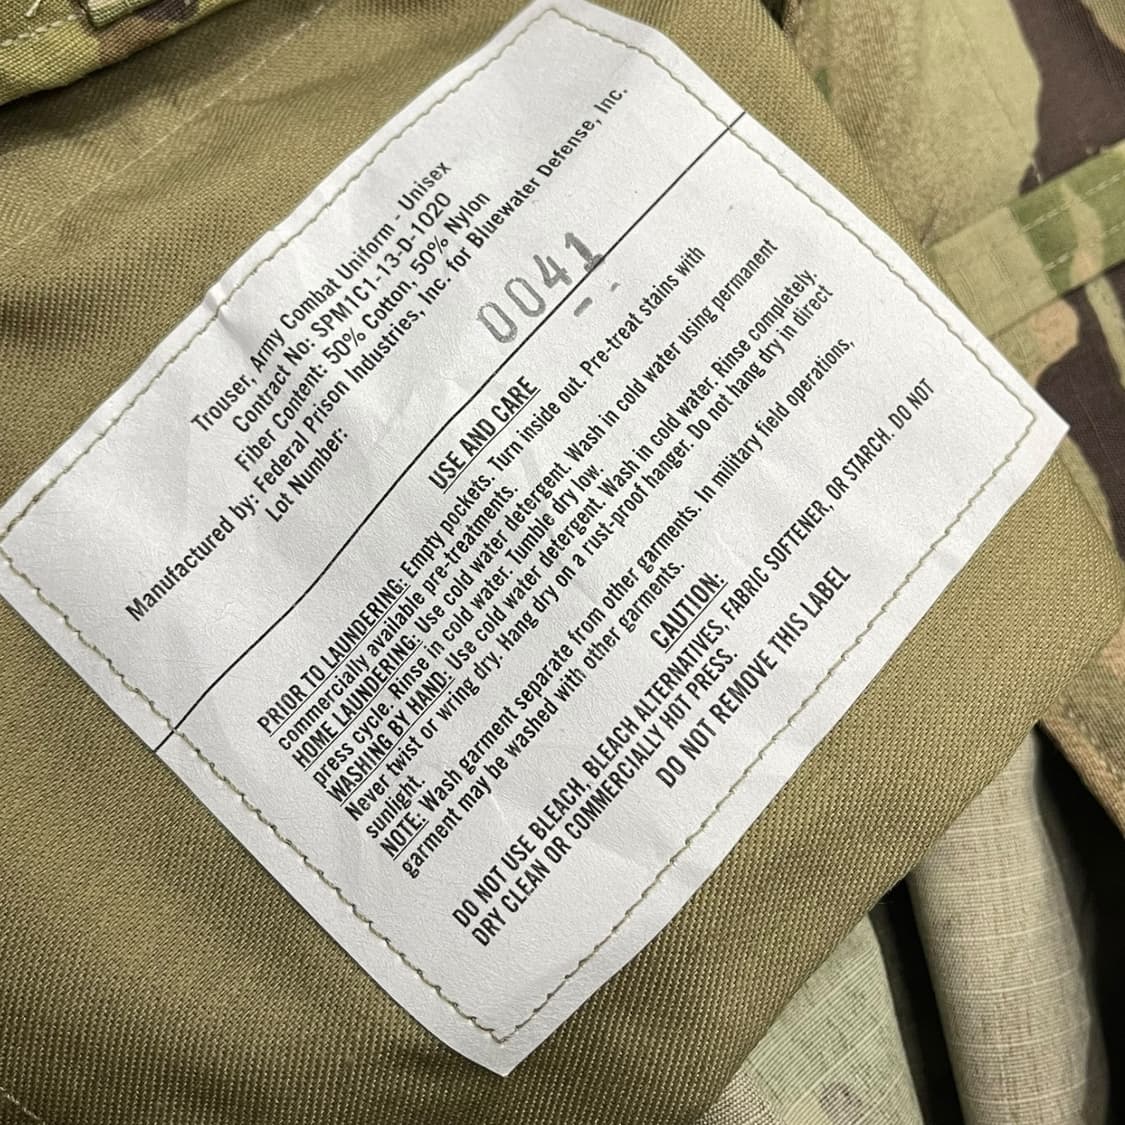 Trouser, Army Combat Uniform - Unisex
Contract No: SPM1C1-13-D-1020
Fiber Content: 50% Cotton, 50% Nylon
Manufactured by: Federal Prison Industries, Inc. for Bluewater Defense, Inc.
Lot Number:
0041
USE AND CARE
PRIOR TO LAUNDERING: Empty pockets. Turn inside out. Pre-treat stains with
commercially available pre-treatments.
HOME LAUNDERING: Use cold water detergent. Wash in cold water using permanent
press cycle. Rinse in cold water. Tumble dry low.
WASHING BY HAND: Use cold water detergent. Wash in cold water. Rinse completely.
Never twist or wring dry. Hang dry on a rust-proof hanger. Do not hang dry in direct
sunlight.
NOTE: Wash garment separate from other garments. In military field operations,
garment may be washed with other garments.
CAUTION:
DO NOT USE BLEACH, BLEACH ALTERNATIVES, FABRIC SOFTENER, OR STARCH. DO NOT
DRY CLEAN OR COMMERCIALLY HOT PRESS.
DO NOT REMOVE THIS LABEL